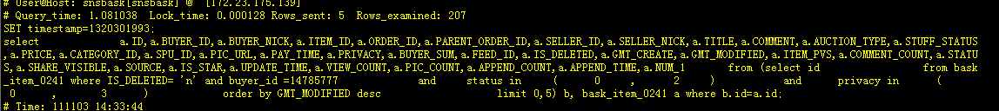 # User@Host: snsbask[snsbask] @  [172.23.175.139]
# Query_time: 1.081038  Lock_time: 0.000128 Rows_sent: 5  Rows_examined: 207
SET timestamp=1320301993;
select          a.ID,a.BUYER_ID,a.BUYER_NICK,a.ITEM_ID,a.ORDER_ID,a.PARENT_ORDER_ID,a.SELLER_ID,a.SELLER_NICK,a.TITLE,a.COMMENT,a.AUCTION_TYPE,a.STUFF_STATUS
,a.PRICE,a.CATEGORY_ID,a.SPU_ID,a.PIC_URL,a.PAY_TIME,a.PRIVACY,a.BUYER_SUM,a.FEED_ID,a.IS_DELETED,a.GMT_CREATE,a.GMT_MODIFIED,a.ITEM_PVS,a.COMMENT_COUNT,a.STATU
S,a.SHARE_VISIBLE,a.SOURCE,a.IS_STAR,a.UPDATE_TIME,a.VIEW_COUNT,a.PIC_COUNT,a.APPEND_COUNT,a.APPEND_TIME,a.NUM_1      from (select id                   from bask
_item_0241 where IS_DELETED= 'n' and buyer_id =14785777             and      status in    (    0    ,    2    )             and      privacy in    (
0    ,    3    )            order by GMT_MODIFIED desc              limit 0,5) b, bask_item_0241 a where b.id=a.id;
# Time: 111103 14:33:44